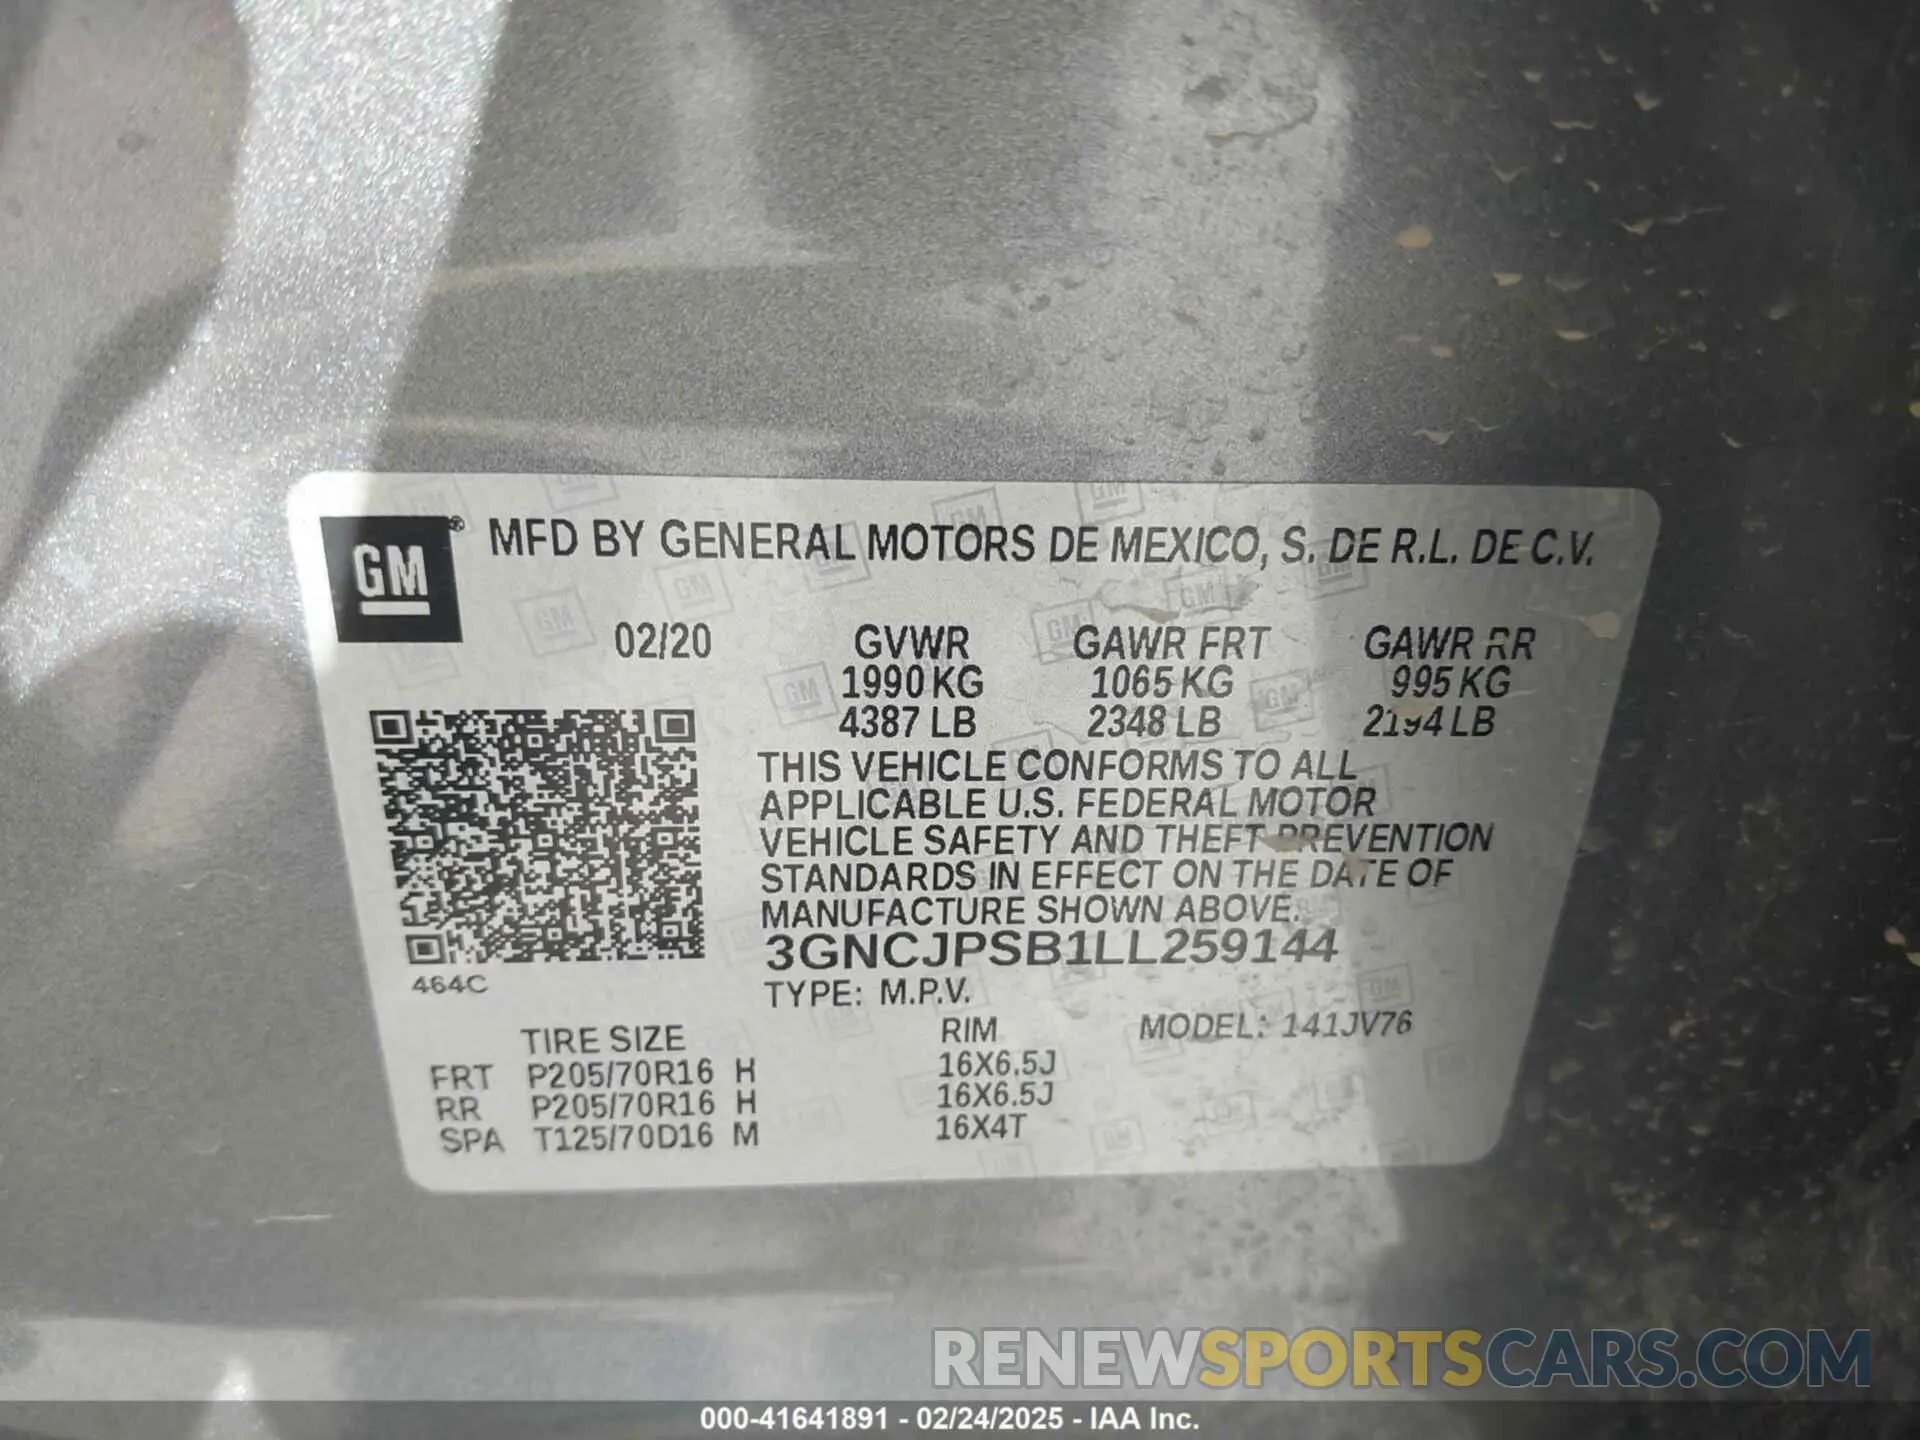 GM® MFD BY GENERAL MOTORS DE MEXICO, S. DE R.L. DE C.V.
02/20 GVWR GAWR FRT GAWR RR
1990 KG 1065 KG 995 KG
4387 LB 2348 LB 2194 LB
THIS VEHICLE CONFORMS TO ALL
APPLICABLE U.S. FEDERAL MOTOR
VEHICLE SAFETY AND THEFT PREVENTION
STANDARDS IN EFFECT ON THE DATE OF
MANUFACTURE SHOWN ABOVE.
3GNCJPSB1LL259144
464C
TYPE: M.P.V.
TIRE SIZE RIM MODEL: 141JV76
FRT P205/70R16 H 16X6.5J
RR P205/70R16 H 16X6.5J
SPA T125/70D16 M 16X4T
RENEWSPORTSCARS.COM
000-41641891 - 02/24/2025 - IAA Inc.